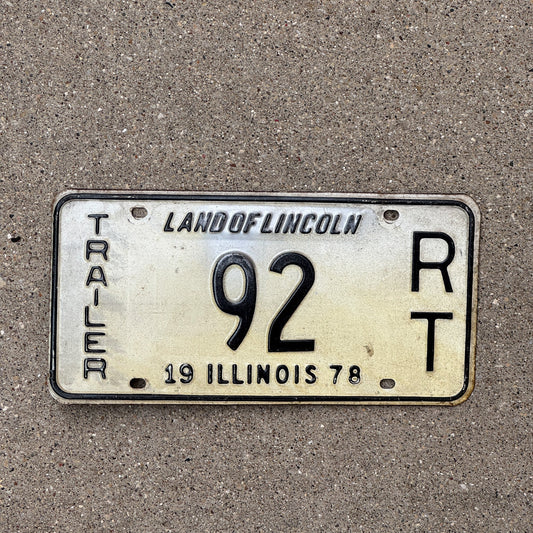 TRAILER
LAND OF LINCOLN
92
19 ILLINOIS 78
RT